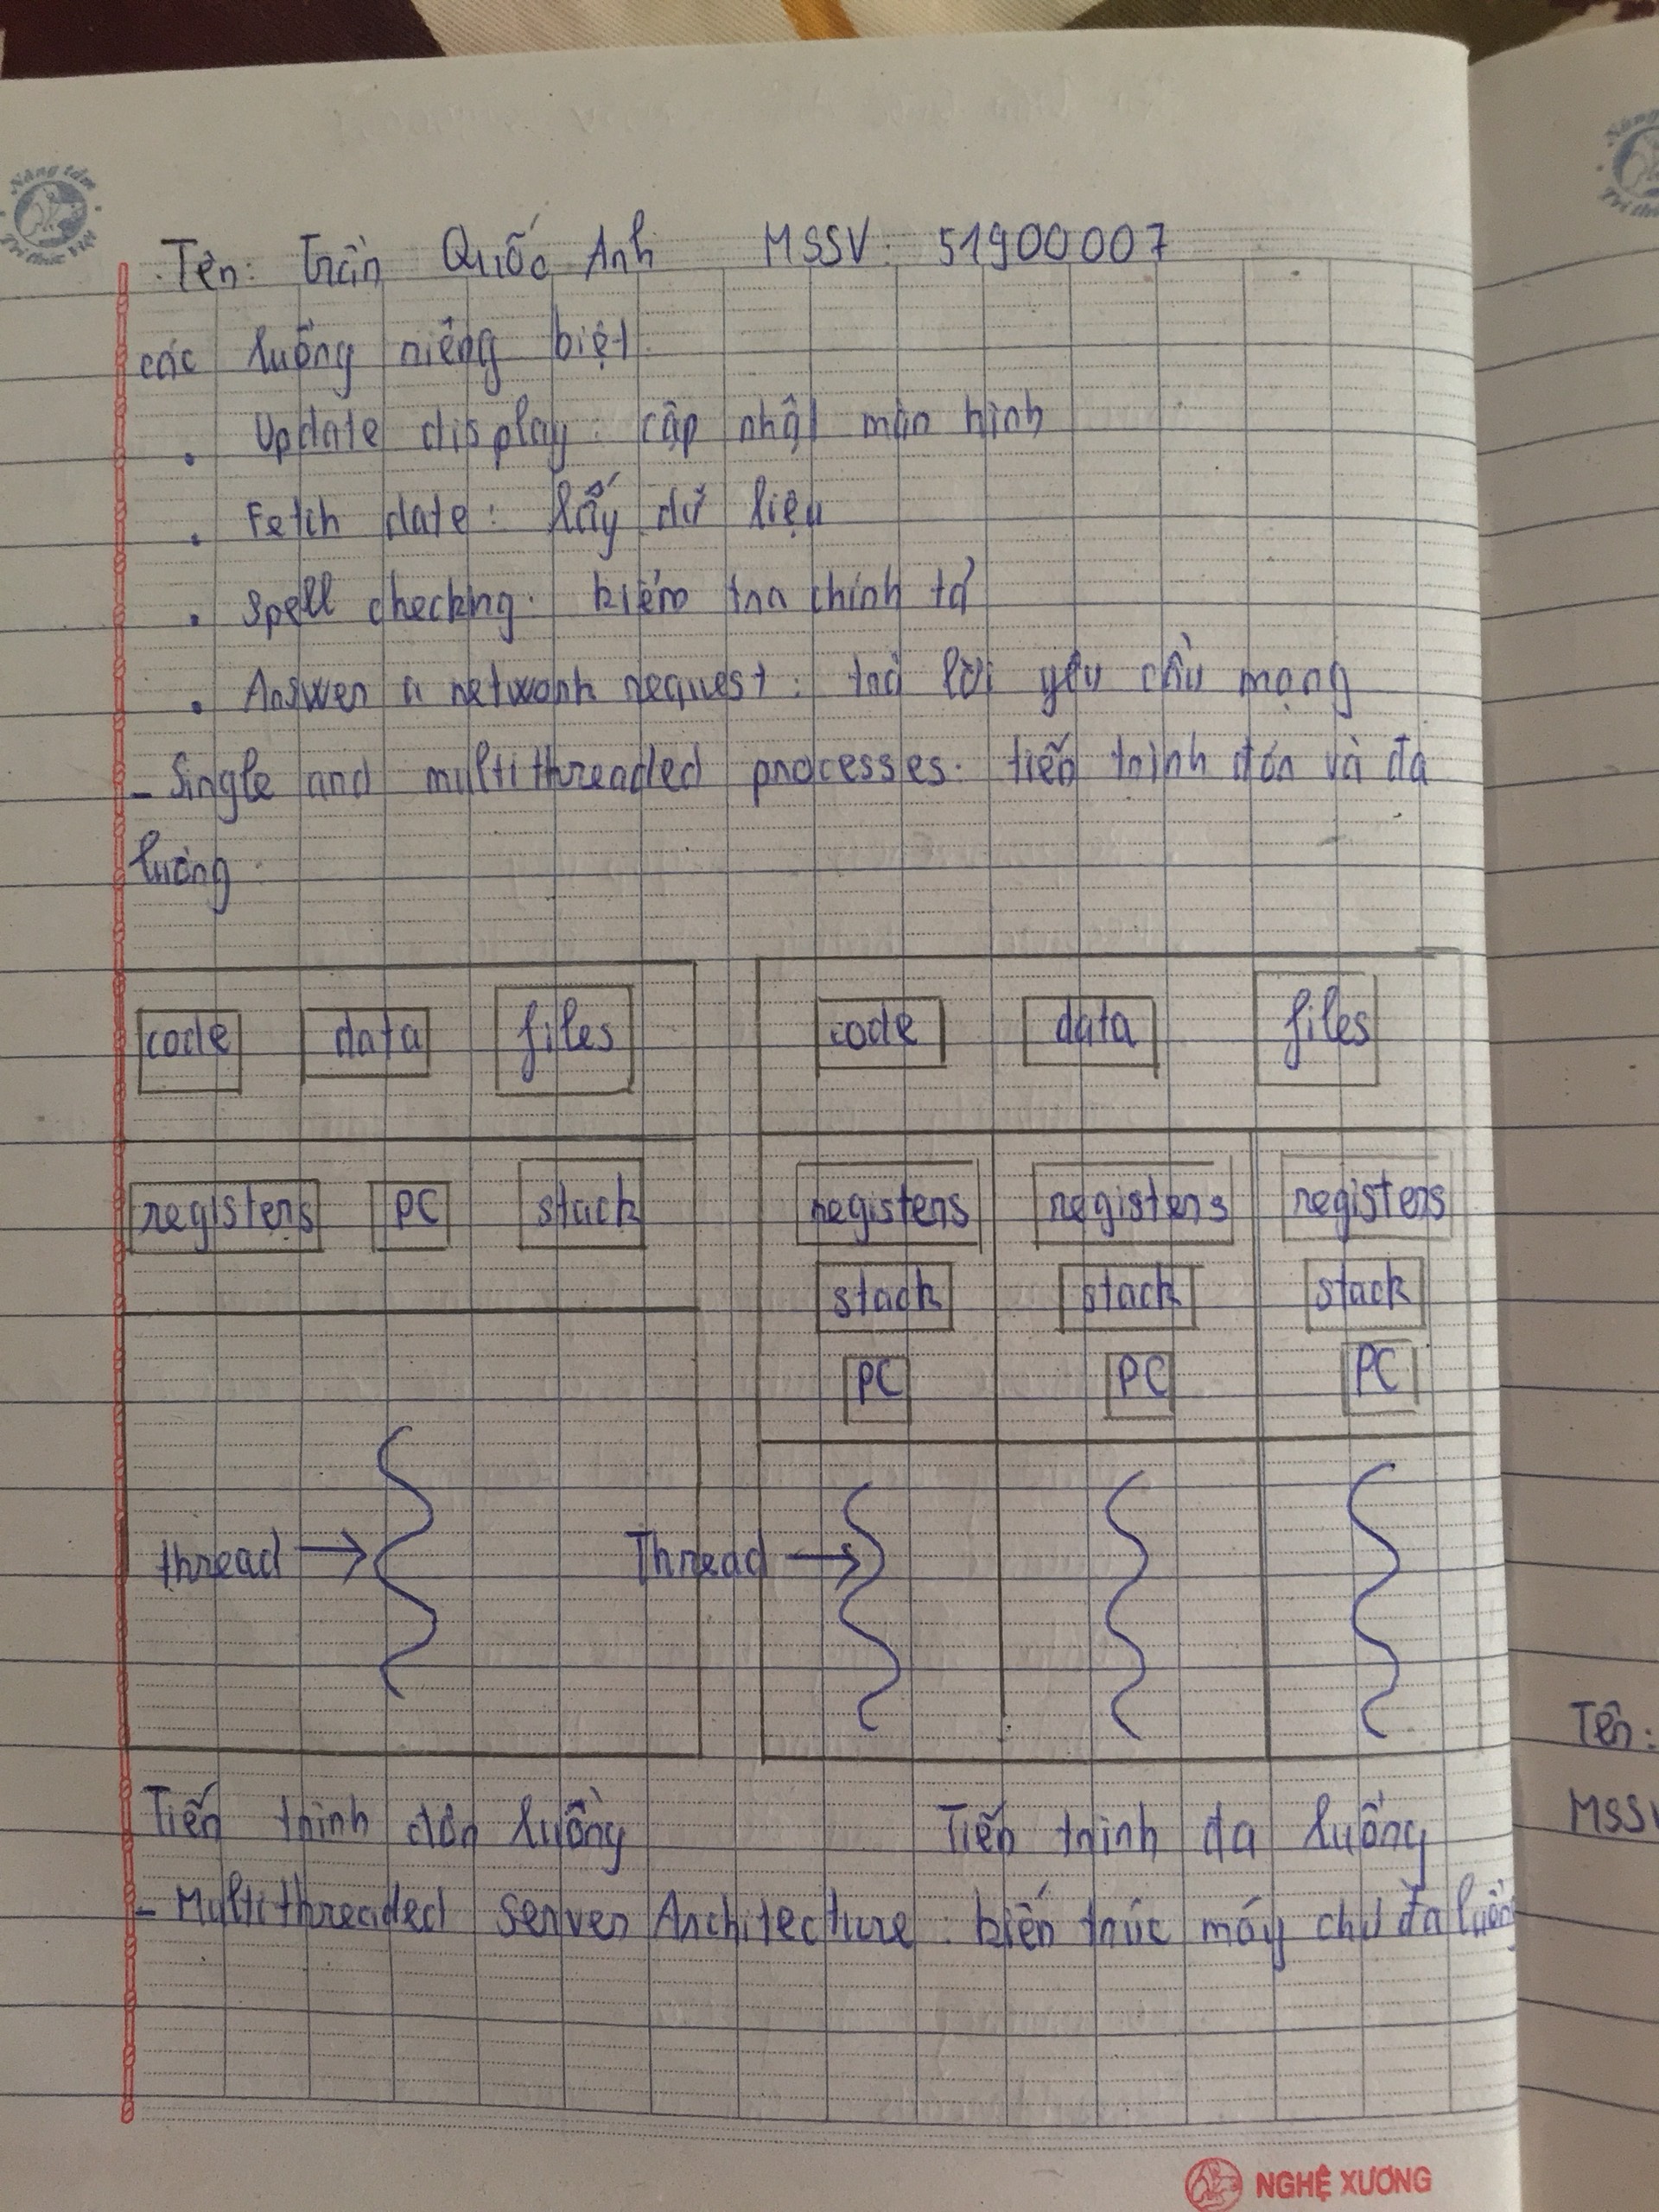 Nâng tầm
Tri thức Việt
Tên: Trần Quốc Anh MSSV: 51900007
các luồng riêng biệt
• Update display: cập nhật màn hình
• Fetch date: lấy dữ liệu
• Spell checking: kiểm tra chính tả
• Answer a network request: trả lời yêu cầu mạng
- Single and multithreaded processes: tiến trình đơn và đa
luồng
code data files code data files
registers PC stack registers registers registers
stack stack stack
PC PC PC
thread → Thread →
Tiến trình đơn luồng Tiến trình đa luồng
- Multithreaded Server Architecture: kiến trúc máy chủ đa luồng
Tên:
MSSV
NGHỆ XƯƠNG